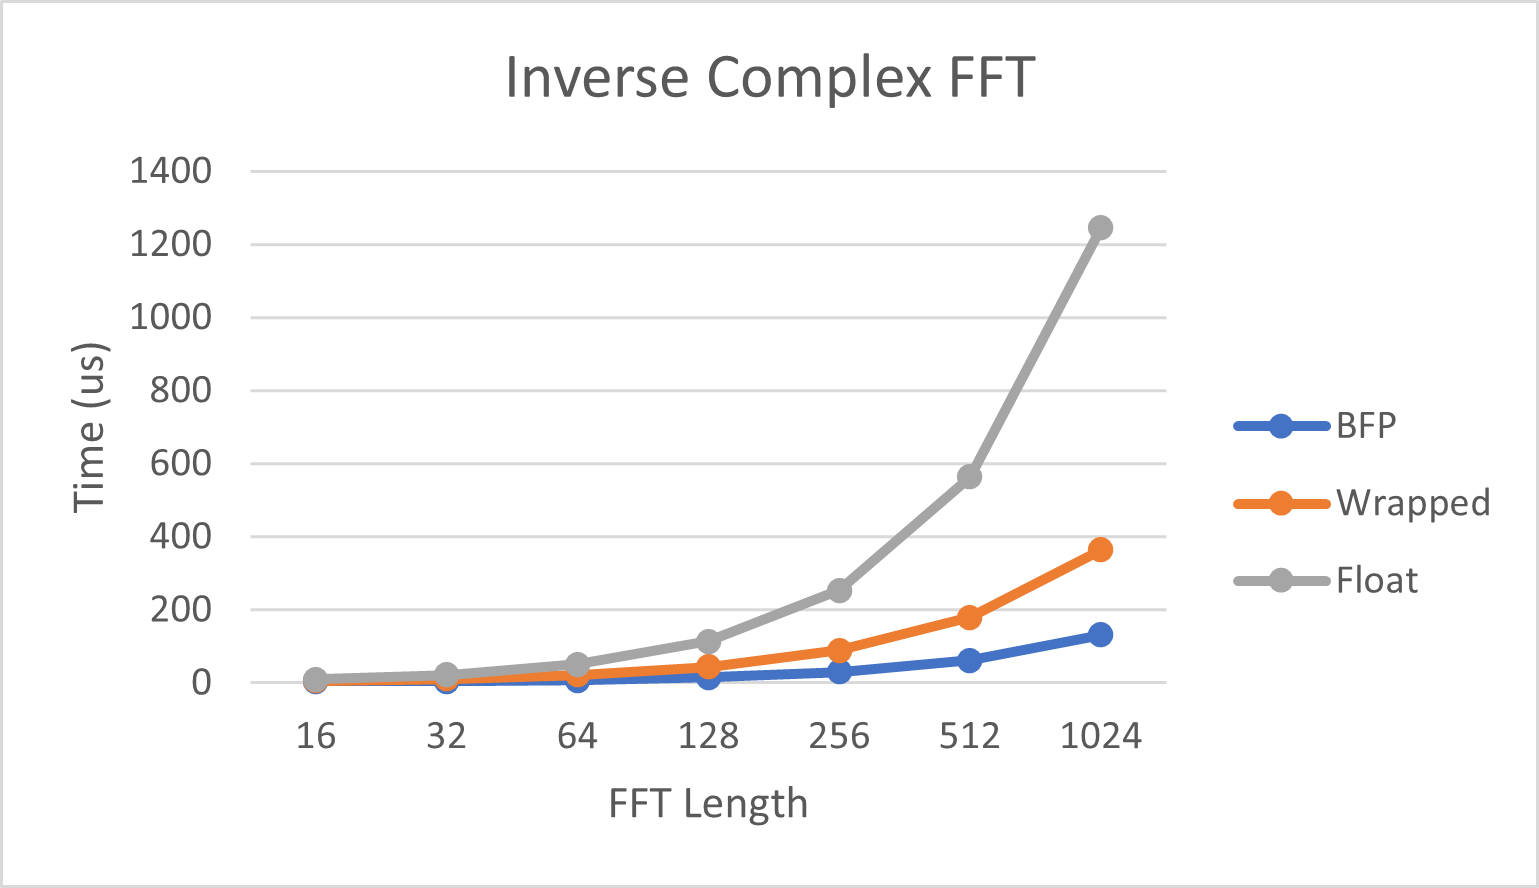 Inverse Complex FFT
1400
1200
1000
800
600
400
200
0
Time (us)
16 32 64 128 256 512 1024
FFT Length
BFP
Wrapped
Float